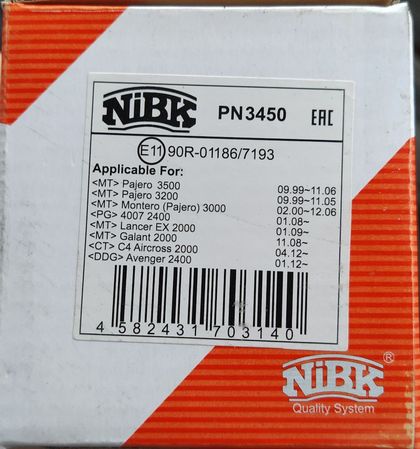 NiBK PN3450 EAC
E11 90R-01186/7193
Applicable For:
<MT> Pajero 3500 09.99~11.06
<MT> Pajero 3200 09.99~11.05
<MT> Montero (Pajero) 3000 02.00~12.06
<PG> 4007 2400 01.08~
<MT> Lancer EX 2000 01.09~
<MT> Galant 2000 11.08~
<CT> C4 Aircross 2000 04.12~
<DDG> Avenger 2400 01.12~
4 582431 703140
NiBK ®
Quality System